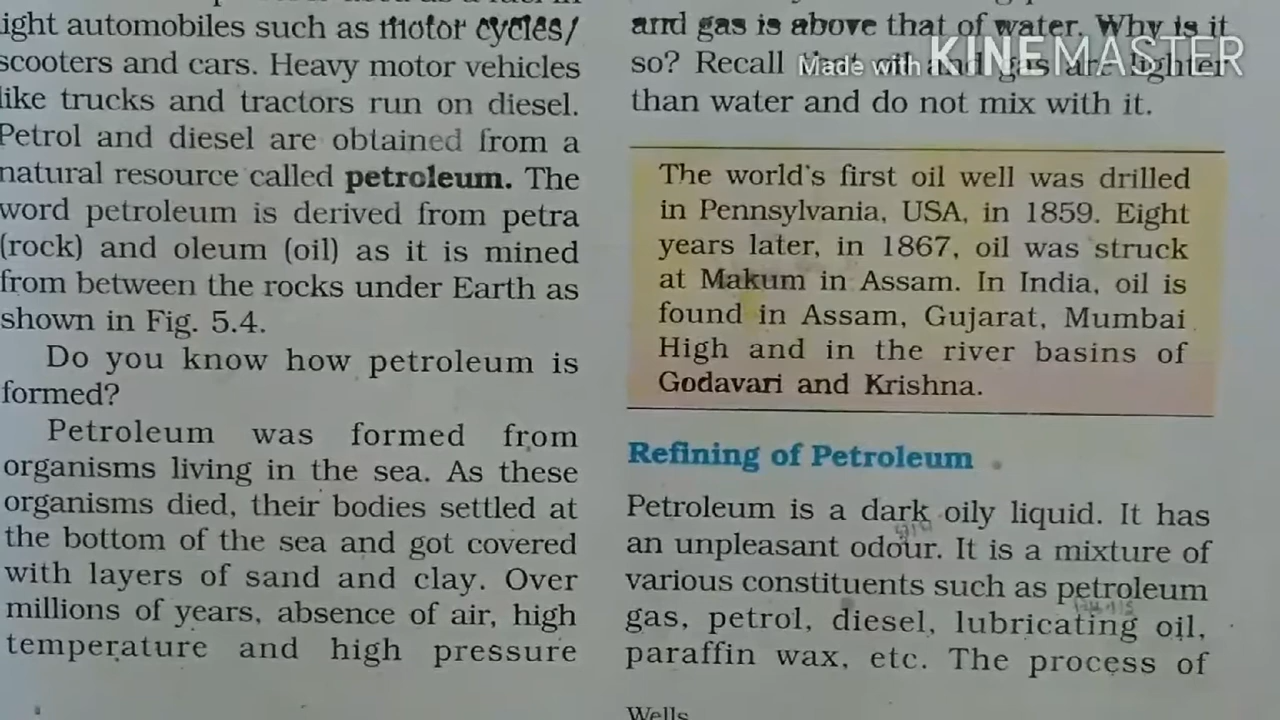 ight automobiles such as motor cycles/
scooters and cars. Heavy motor vehicles
like trucks and tractors run on diesel.
Petrol and diesel are obtained from a
natural resource called petroleum. The
word petroleum is derived from petra
(rock) and oleum (oil) as it is mined
from between the rocks under Earth as
shown in Fig. 5.4.
Do you know how petroleum is
formed?
Petroleum was formed from
organisms living in the sea. As these
organisms died, their bodies settled at
the bottom of the sea and got covered
with layers of sand and clay. Over
millions of years, absence of air, high
temperature and high pressure
and gas is above that of water. Why is it
so? Recall that oil and gas are lighter
Made with KINEMASTER
than water and do not mix with it.
The world's first oil well was drilled
in Pennsylvania, USA, in 1859. Eight
years later, in 1867, oil was struck
at Makum in Assam. In India, oil is
found in Assam, Gujarat, Mumbai
High and in the river basins of
Godavari and Krishna.
Refining of Petroleum
Petroleum is a dark oily liquid. It has
an unpleasant odour. It is a mixture of
various constituents such as petroleum
gas, petrol, diesel, lubricating oil,
paraffin wax, etc. The process of
Wells